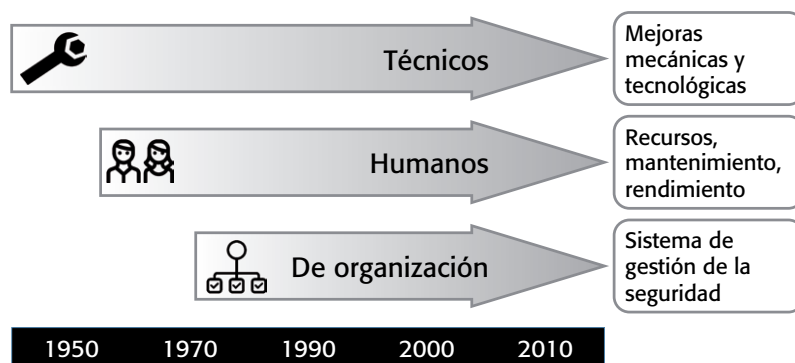 Técnicos
Mejoras
mecánicas y
tecnológicas
Humanos
Recursos,
mantenimiento,
rendimiento
De organización
Sistema de
gestión de la
seguridad
1950 1970 1990 2000 2010